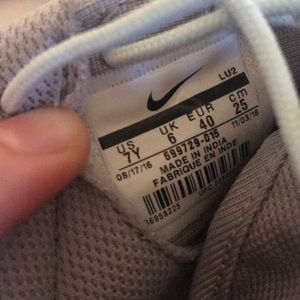 LU2
US UK EUR cm
7Y 6 40 25
08/17/16 11/03/16
699729-015
MADE IN INDIA
FABRIQUE EN INDE